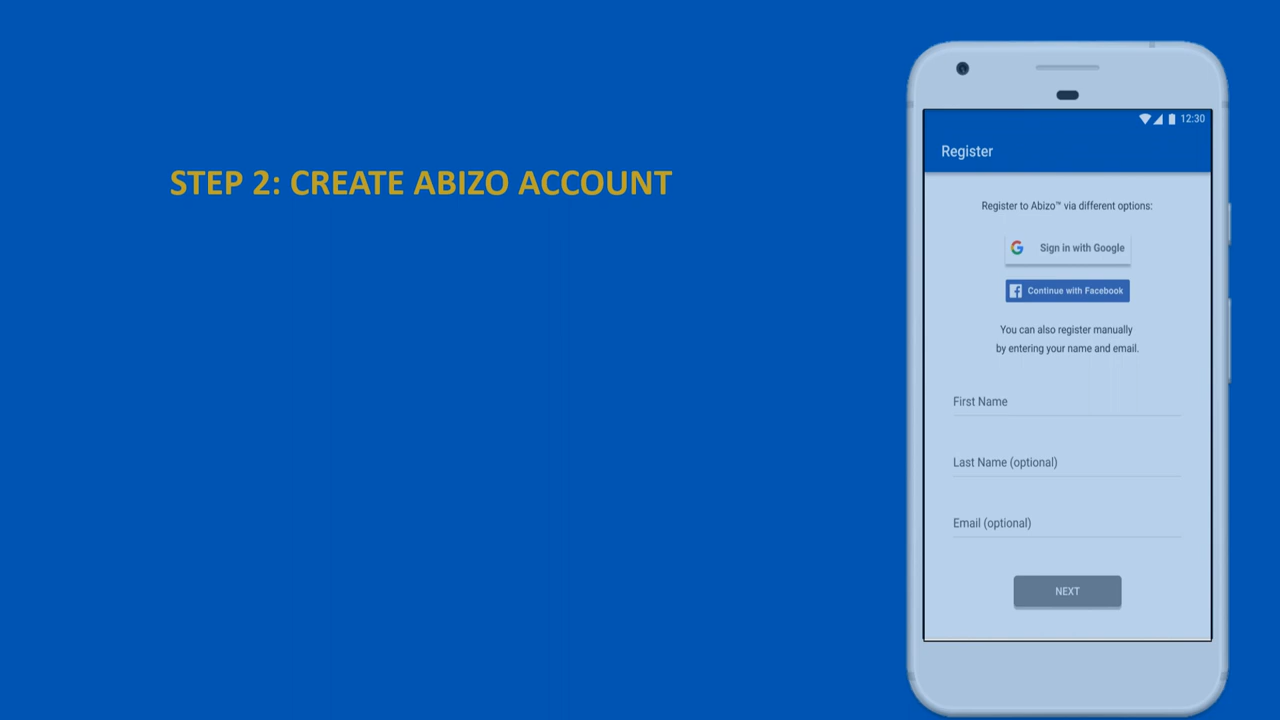 STEP 2: CREATE ABIZO ACCOUNT
12:30
Register
Register to Abizo™ via different options:
G Sign in with Google
f Continue with Facebook
You can also register manually
by entering your name and email.
First Name
Last Name (optional)
Email (optional)
NEXT